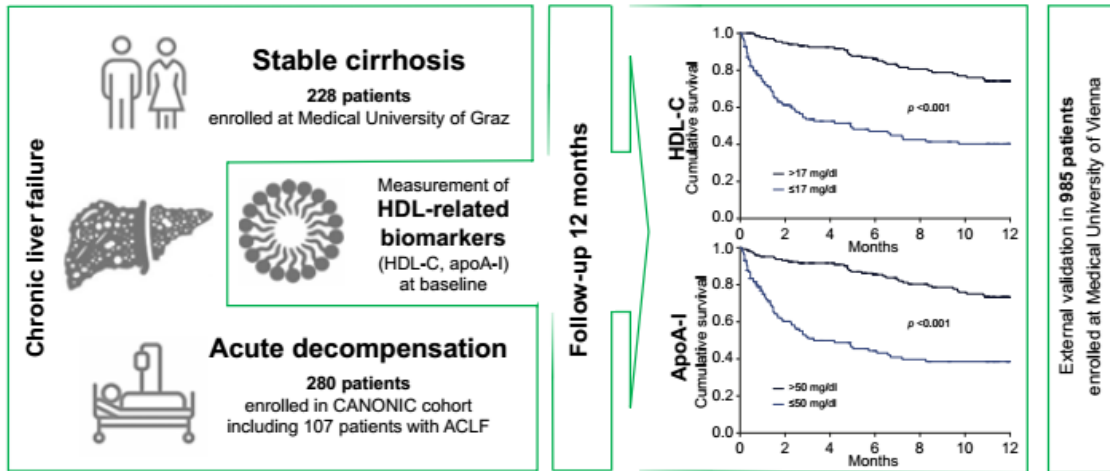 Chronic liver failure
Stable cirrhosis
228 patients
enrolled at Medical University of Graz
Measurement of
HDL-related
biomarkers
(HDL-C, apoA-I)
at baseline
Acute decompensation
280 patients
enrolled in CANONIC cohort
including 107 patients with ACLF
Follow-up 12 months
HDL-C
Cumulative survival
1.0
0.8
0.6
0.4
0.2
0.0
p <0.001
>17 mg/dl
≤17 mg/dl
0 2 4 6 8 10 12
Months
ApoA-I
Cumulative survival
1.0
0.8
0.6
0.4
0.2
0.0
p <0.001
>50 mg/dl
≤50 mg/dl
0 2 4 6 8 10 12
Months
External validation in 985 patients
enrolled at Medical University of Vienna